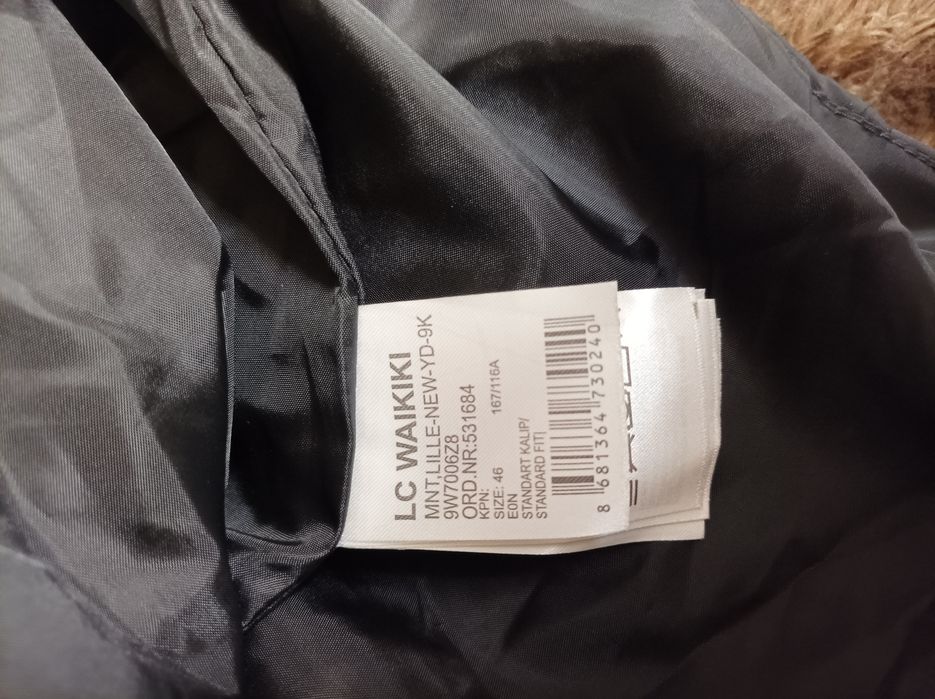 LC WAIKIKI
MNT,LILLE-NEW-YD-9K
9W7006Z8
ORD.NR:531684
KPN:
SIZE: 46 167/116A
E0N
STANDART KALIP/
STANDARD FIT|
8 681364 730240